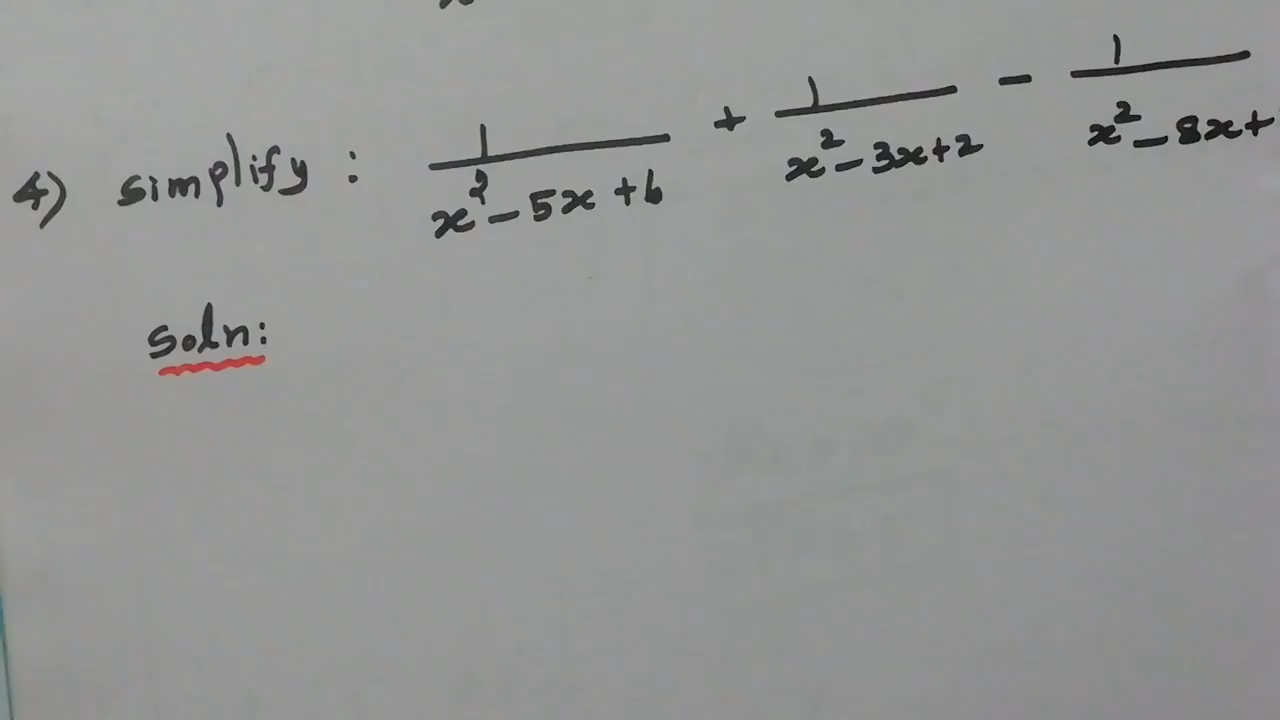 4) simplify : 1/(x² - 5x + 6) + 1/(x² - 3x + 2) - 1/(x² - 8x +
soln: